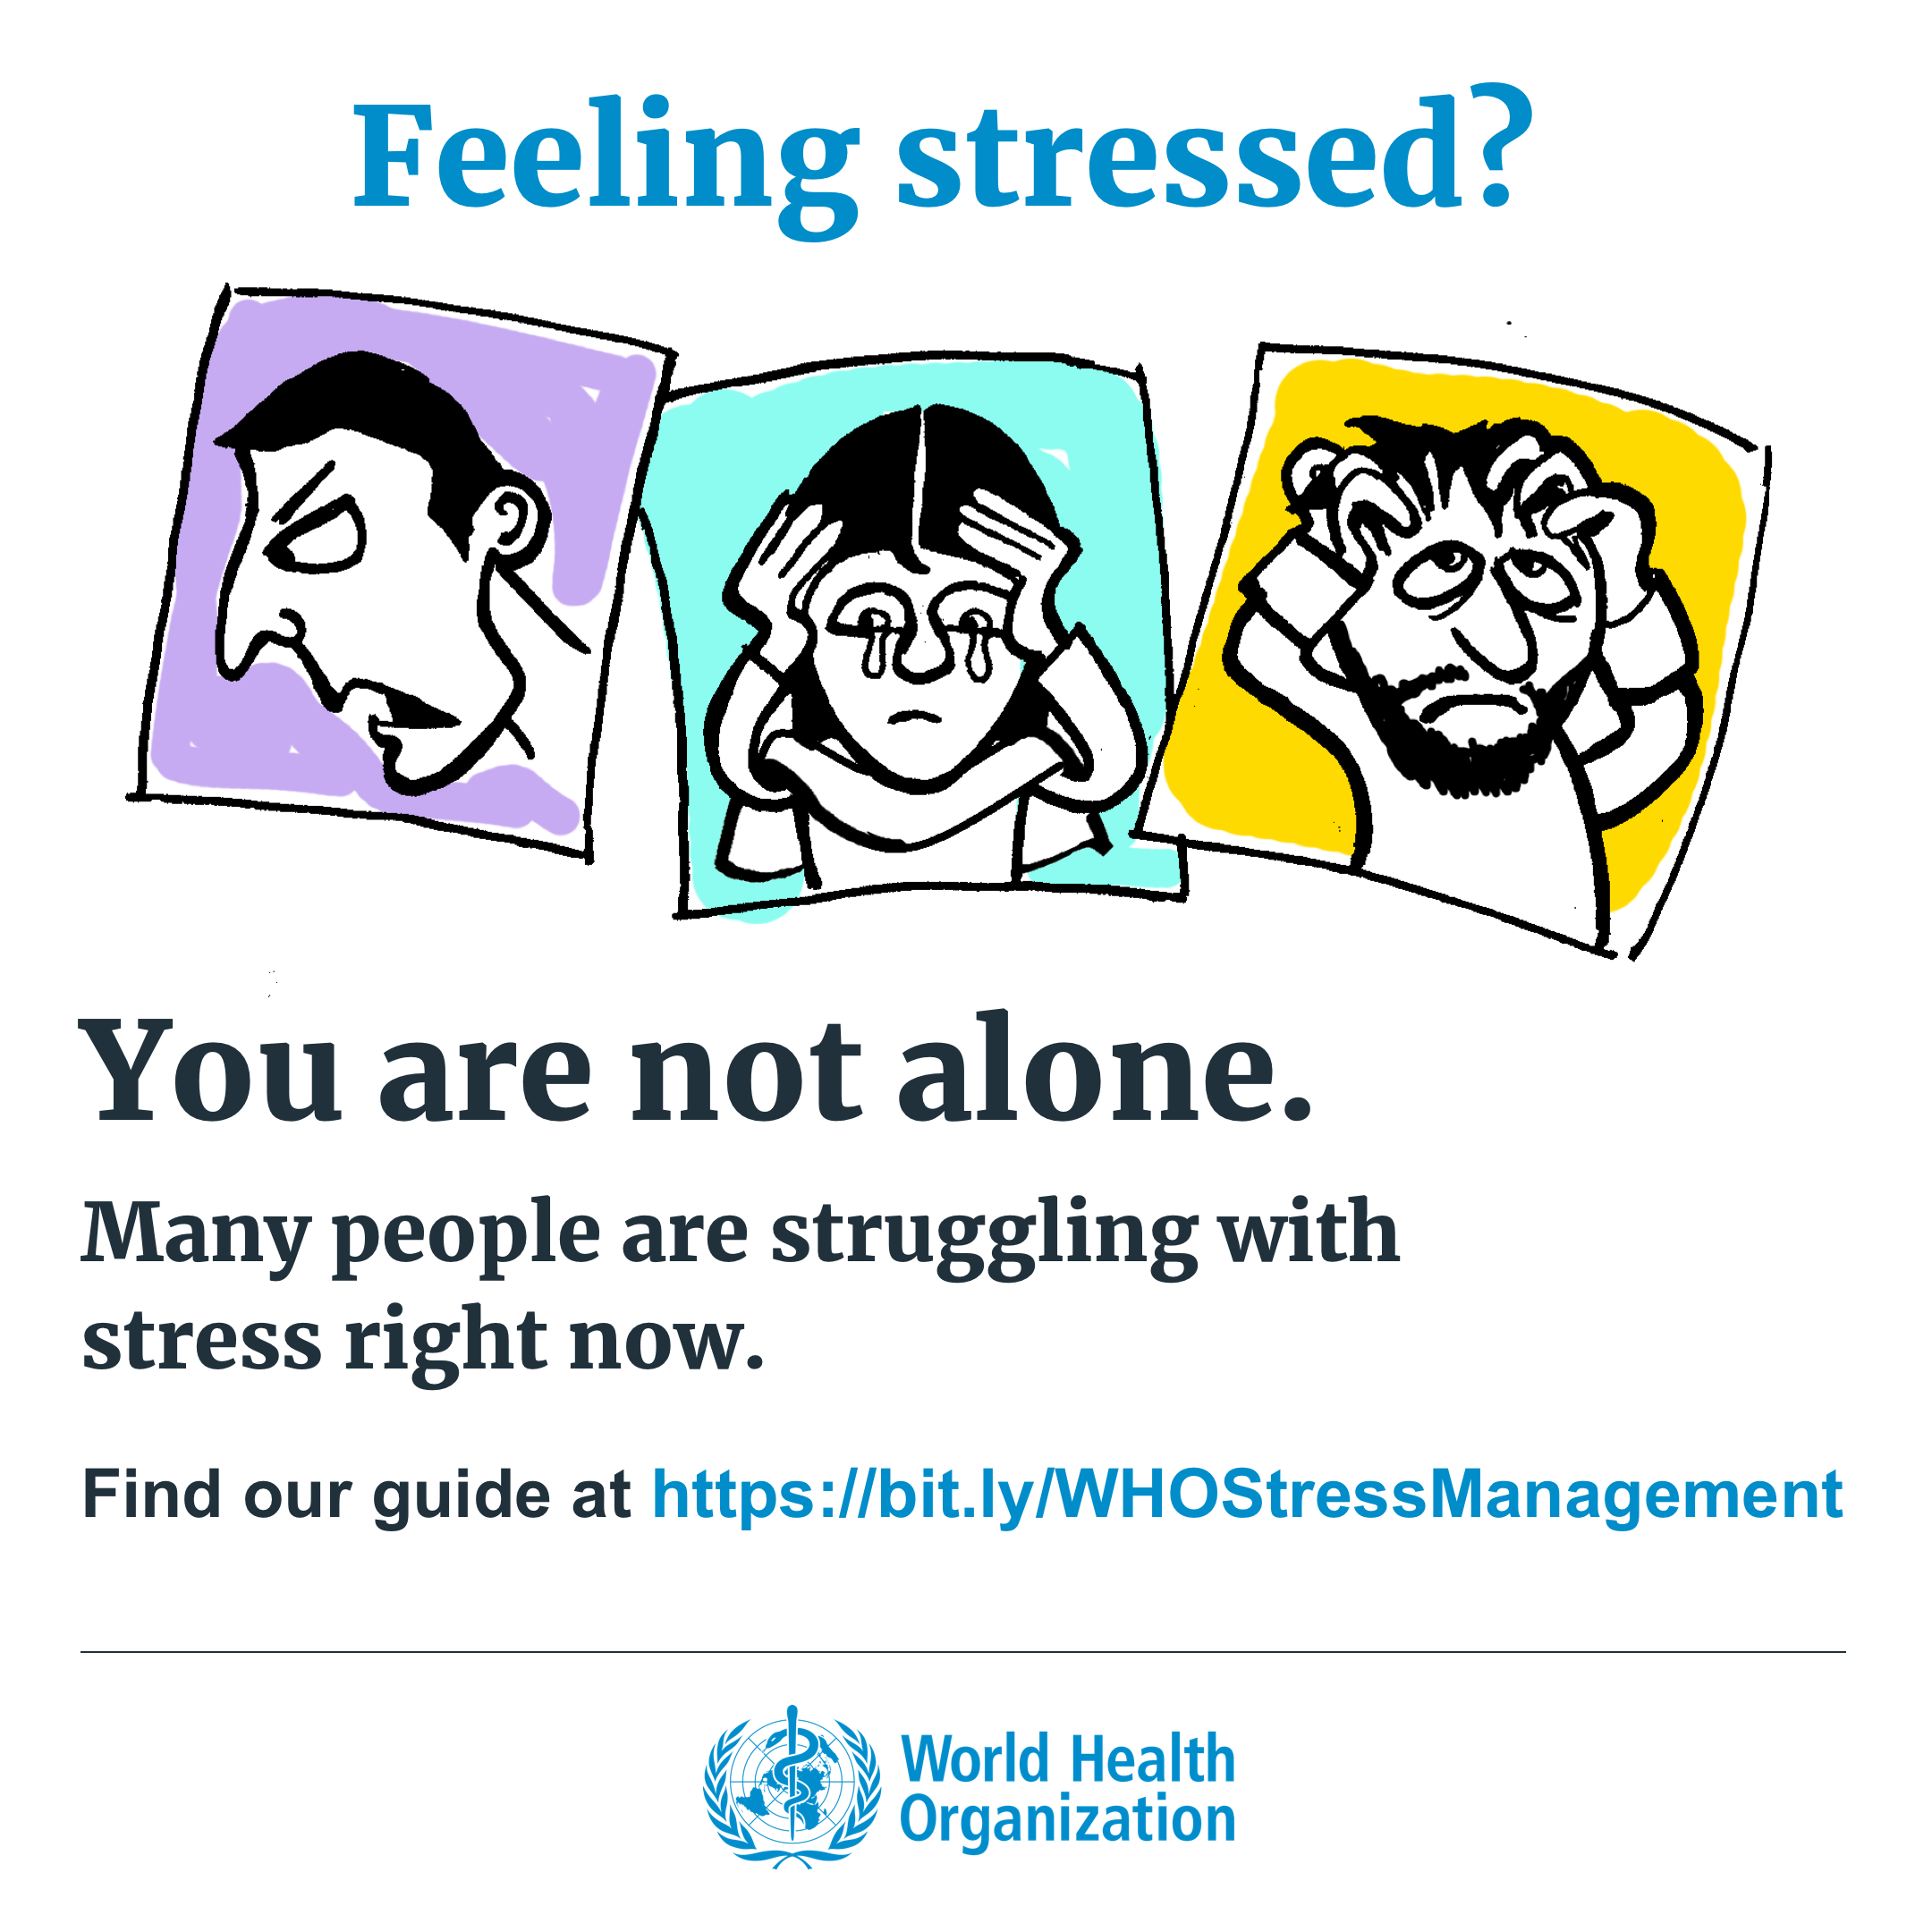 Feeling stressed?
You are not alone.
Many people are struggling with
stress right now.
Find our guide at https://bit.ly/WHOStressManagement
World Health
Organization